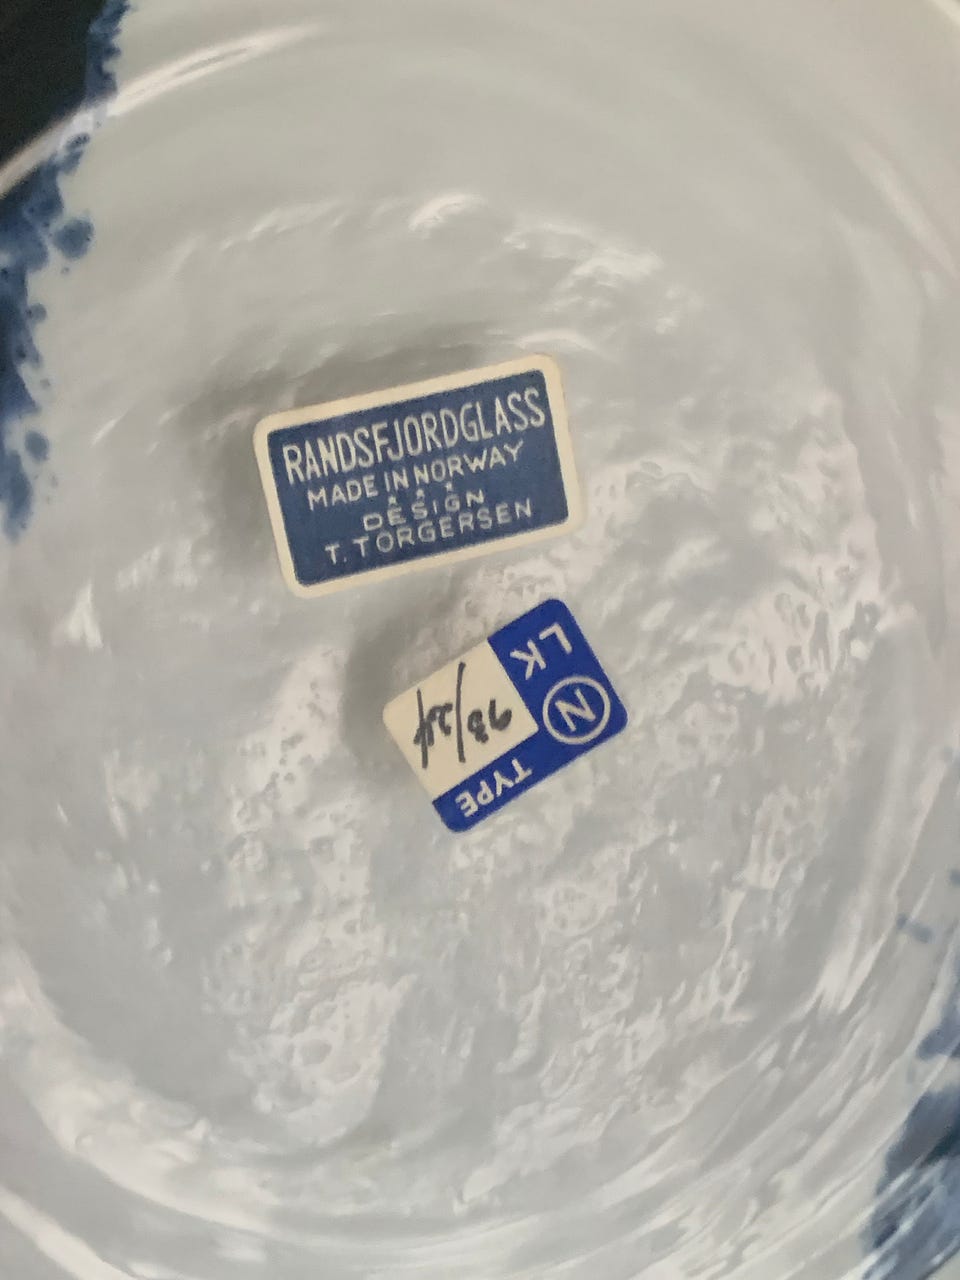 RANDSFJORDGLASS
MADE IN NORWAY
* * *
DESIGN
T. TORGERSEN
LK
N
TYPE